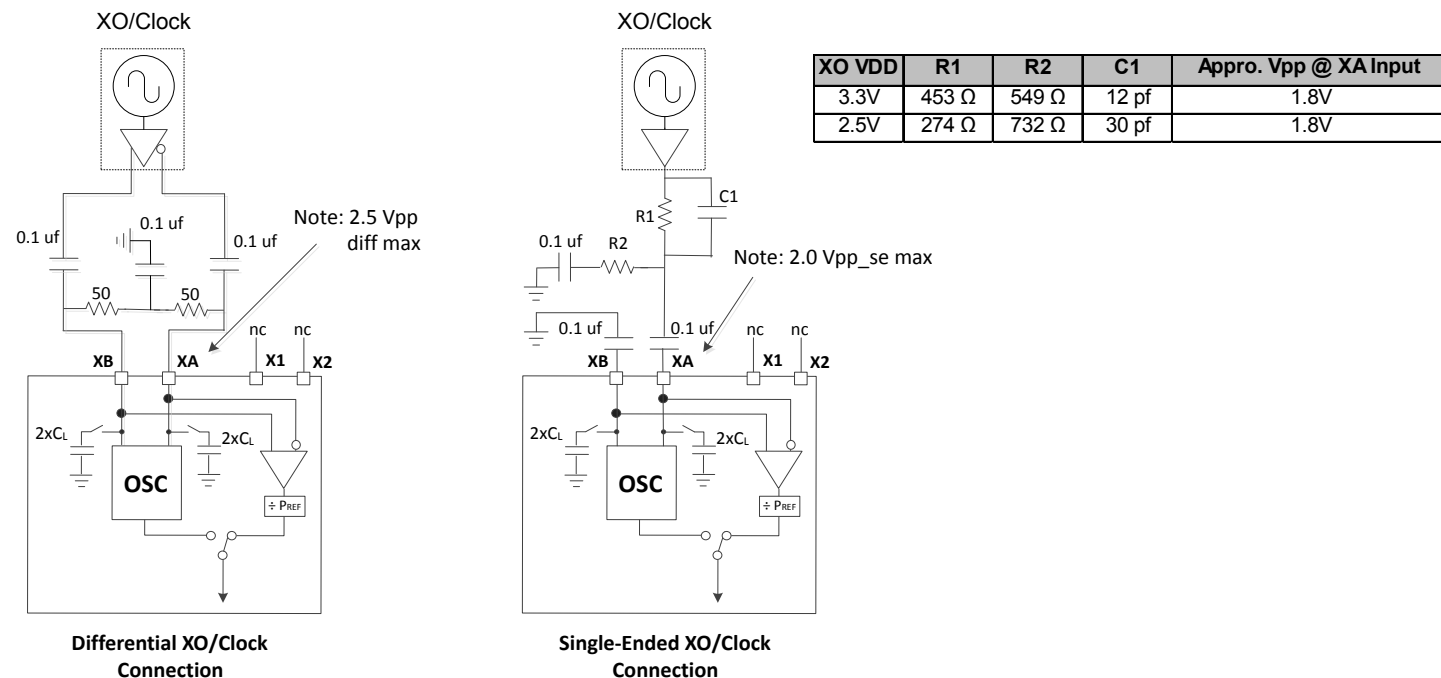 XO/Clock
0.1 uf
0.1 uf
0.1 uf
Note: 2.5 Vpp
diff max
50
50
nc
nc
XB
XA
X1
X2
2xCL
2xCL
OSC
÷ PREF
Differential XO/Clock
Connection
XO/Clock
C1
R1
0.1 uf
R2
Note: 2.0 Vpp_se max
0.1 uf
0.1 uf
nc
nc
XB
XA
X1
X2
2xCL
2xCL
OSC
÷ PREF
Single-Ended XO/Clock
Connection
XO VDD R1 R2 C1 Appro. Vpp @ XA Input
3.3V 453 Ω 549 Ω 12 pf 1.8V
2.5V 274 Ω 732 Ω 30 pf 1.8V